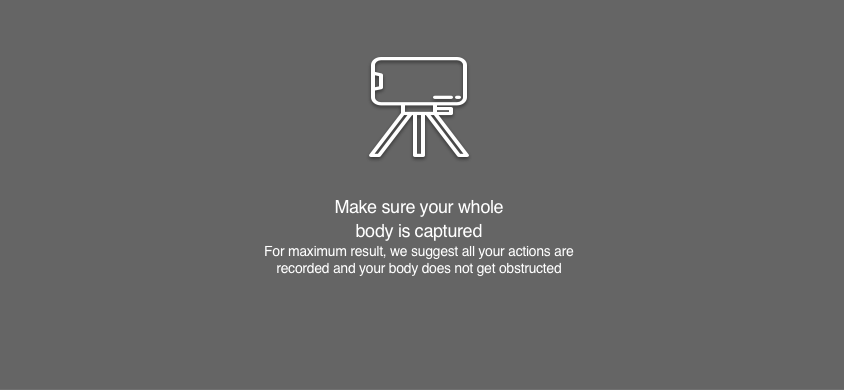 Make sure your whole
body is captured
For maximum result, we suggest all your actions are
recorded and your body does not get obstructed